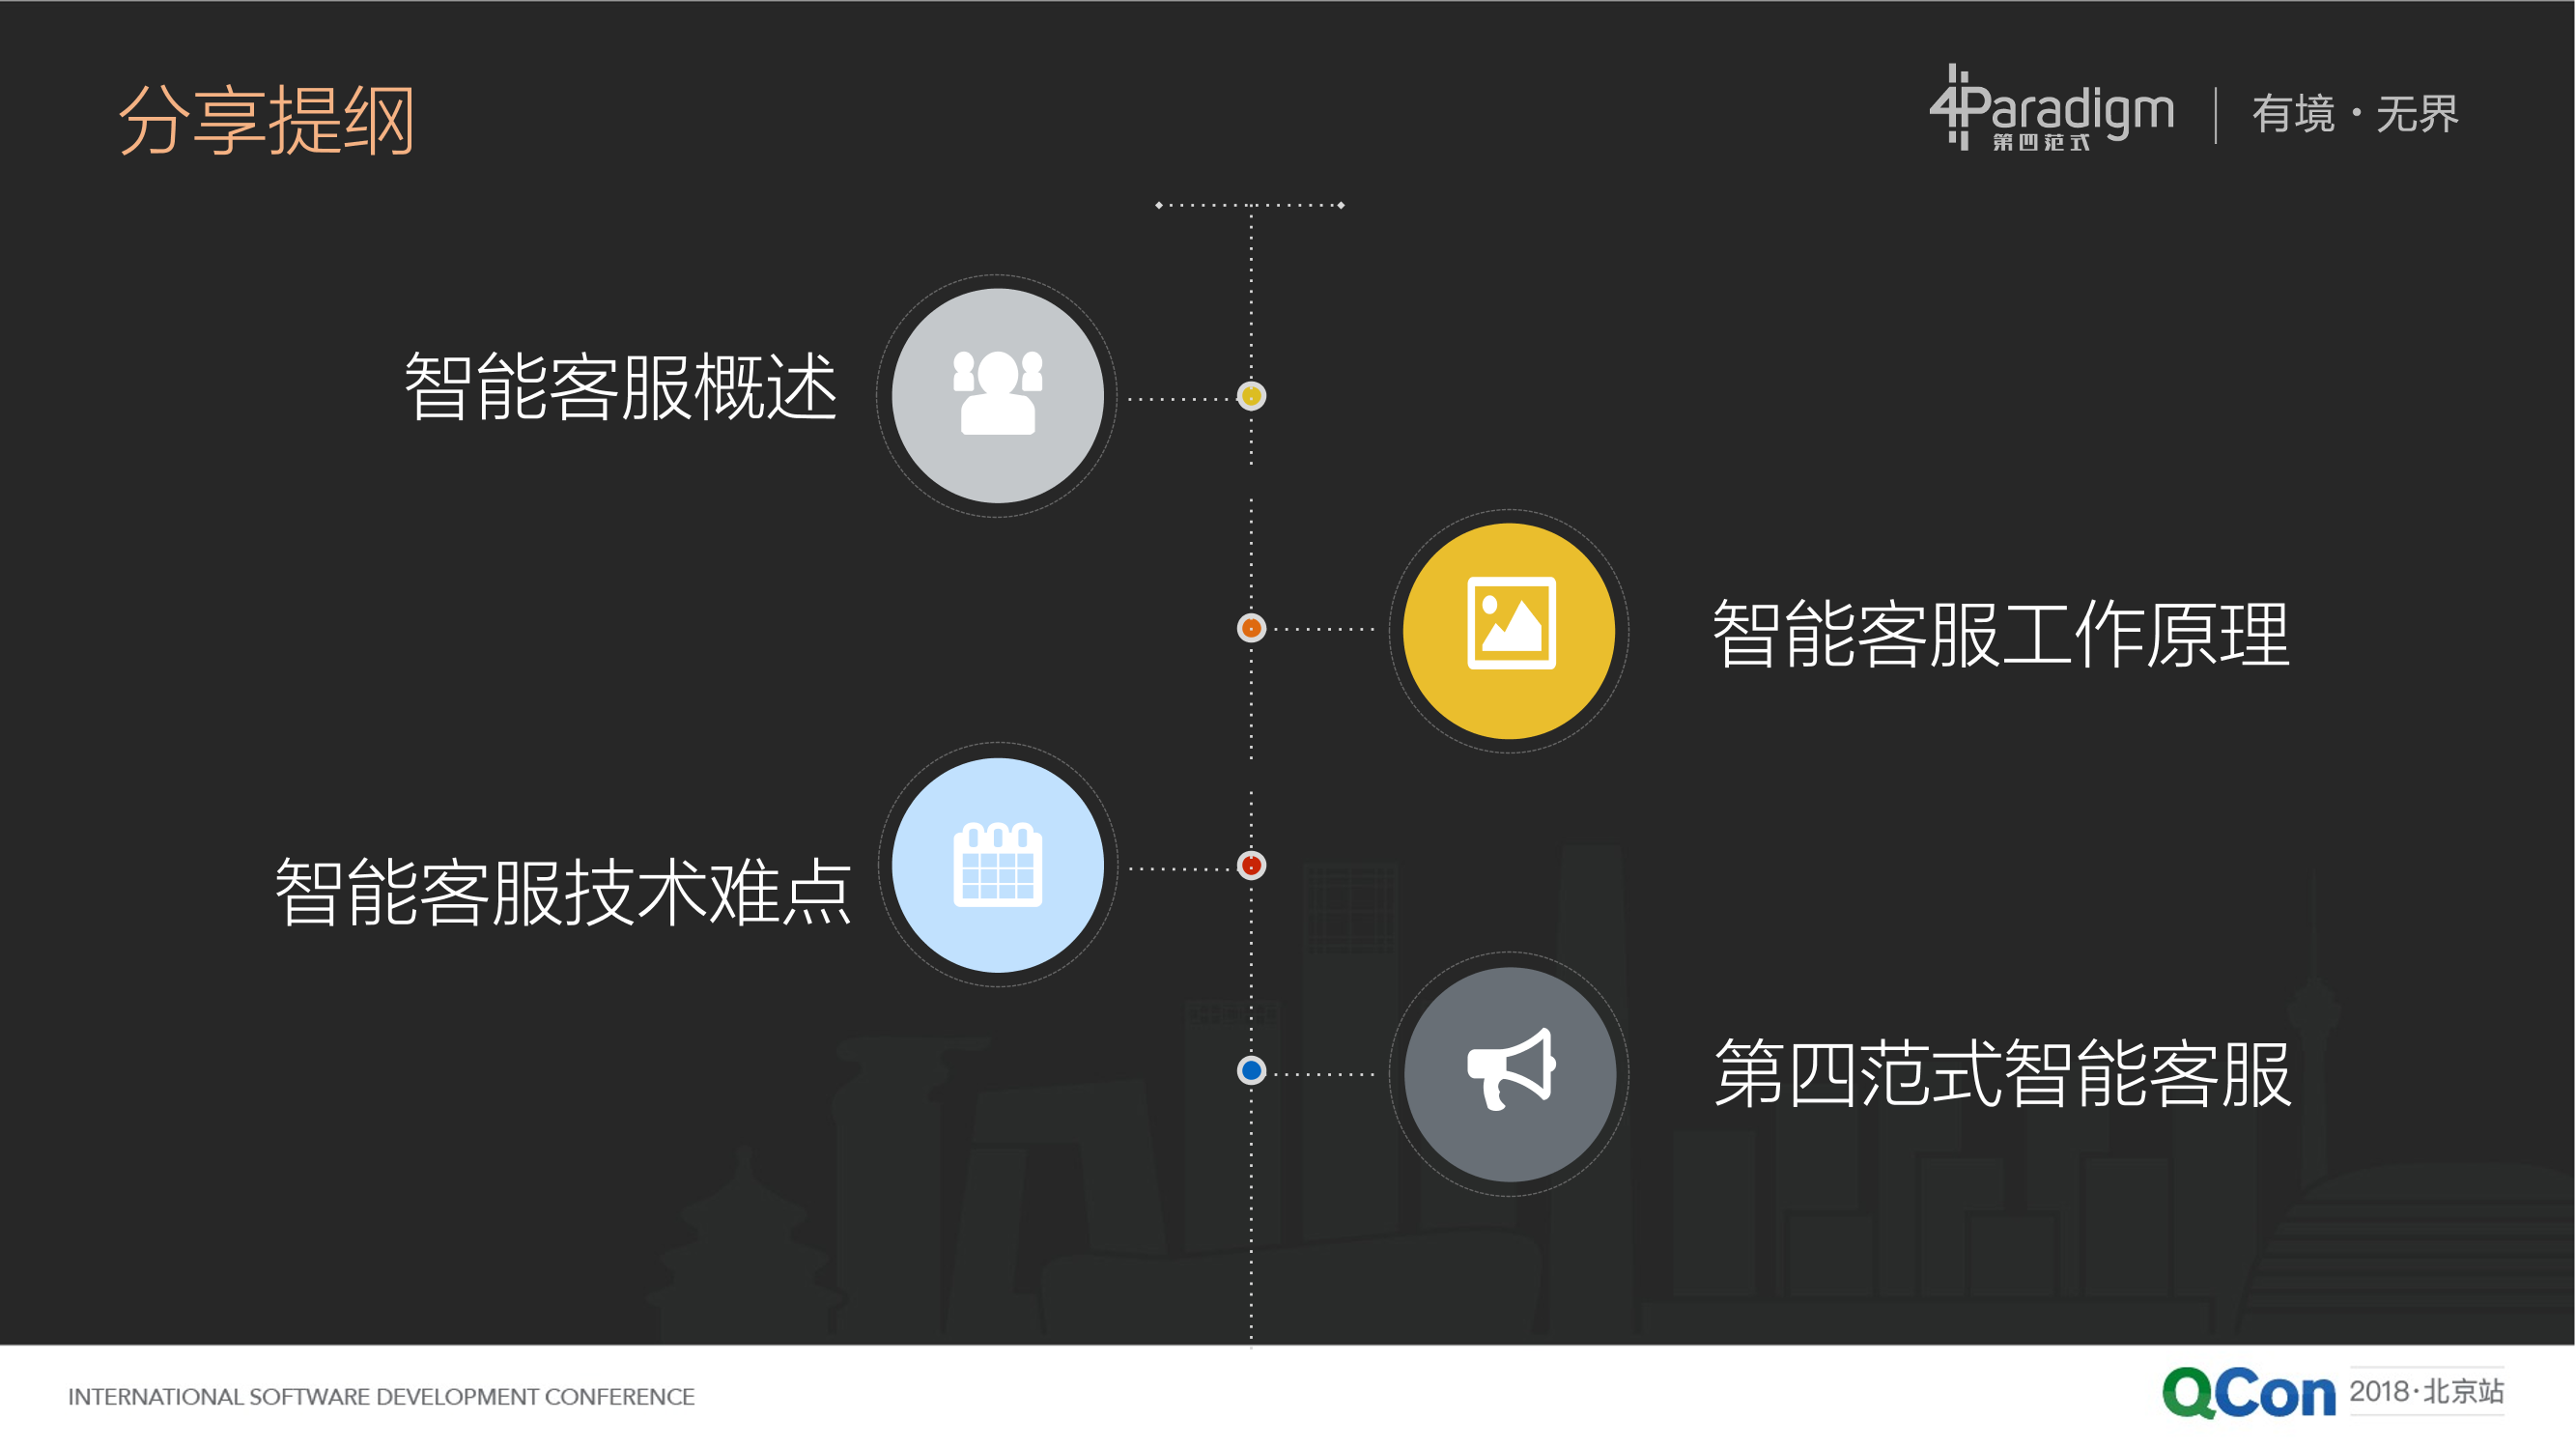 分享提纲
4Paradigm
第四范式
有境·无界
智能客服概述
智能客服工作原理
智能客服技术难点
第四范式智能客服
INTERNATIONAL SOFTWARE DEVELOPMENT CONFERENCE
QCon 2018·北京站